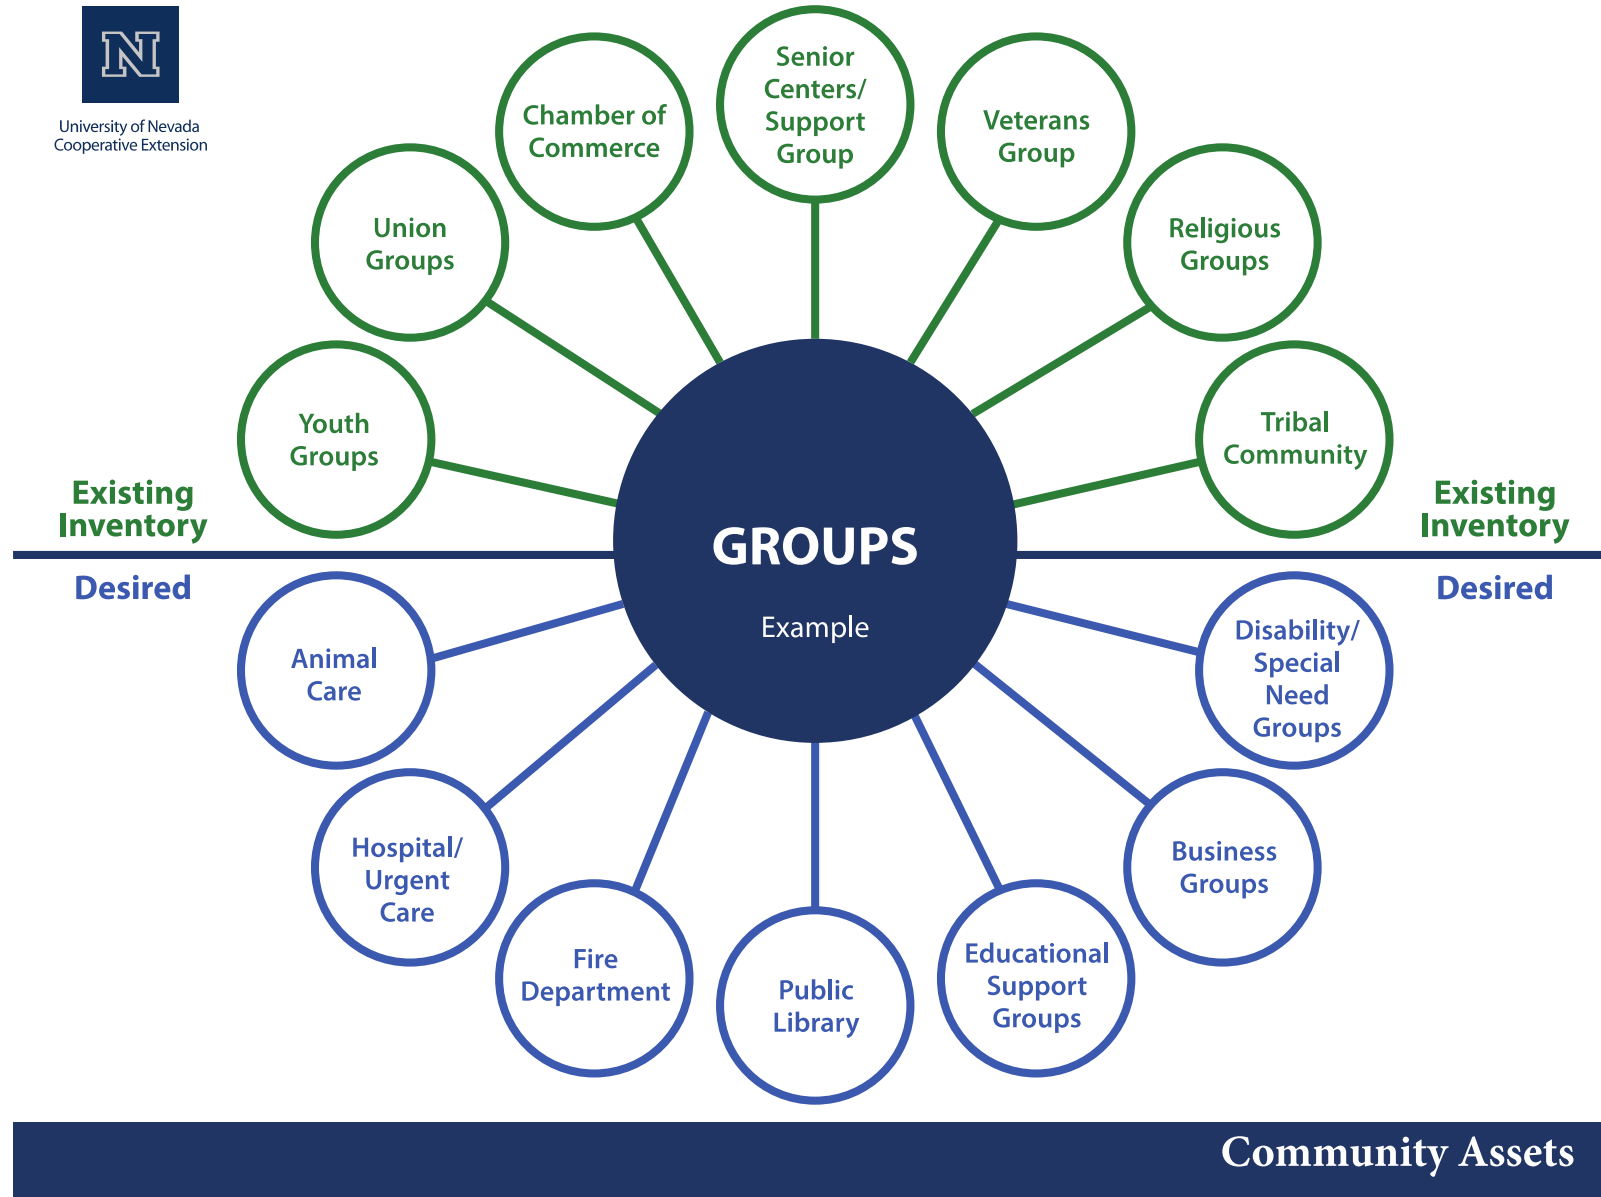 N
University of Nevada
Cooperative Extension
Senior
Centers/
Support
Group
Chamber of
Commerce
Veterans
Group
Union
Groups
Religious
Groups
Youth
Groups
Tribal
Community
Existing
Inventory
Existing
Inventory
GROUPS
Example
Desired
Desired
Animal
Care
Disability/
Special
Need
Groups
Hospital/
Urgent
Care
Business
Groups
Fire
Department
Public
Library
Educational
Support
Groups
Community Assets